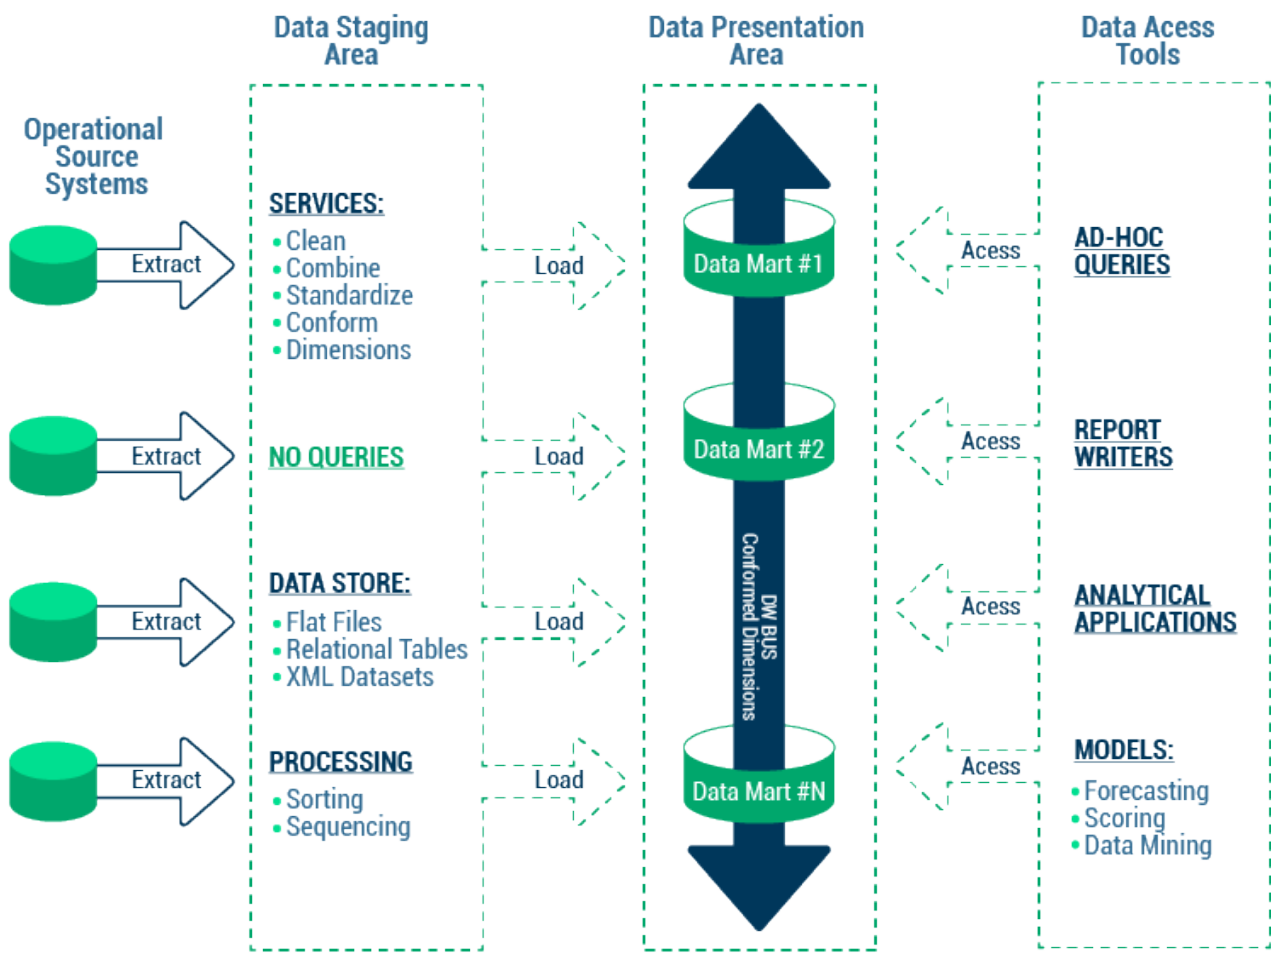 Data Staging
Area
Data Presentation
Area
Data Acess
Tools
Operational
Source
Systems
Extract
Extract
Extract
Extract
SERVICES:
• Clean
• Combine
• Standardize
• Conform
• Dimensions
NO QUERIES
DATA STORE:
• Flat Files
• Relational Tables
• XML Datasets
PROCESSING
• Sorting
• Sequencing
Load
Load
Load
Load
Data Mart #1
Data Mart #2
DW BUS
Conformed Dimensions
Data Mart #N
Acess
Acess
Acess
Acess
AD-HOC
QUERIES
REPORT
WRITERS
ANALYTICAL
APPLICATIONS
MODELS:
• Forecasting
• Scoring
• Data Mining